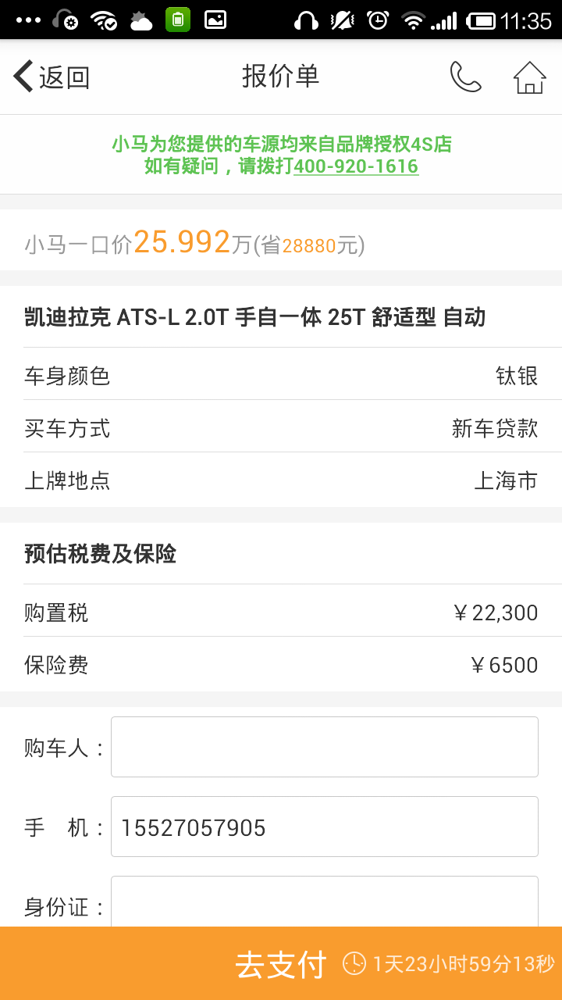 11:35
返回 报价单
小马为您提供的车源均来自品牌授权4S店
如有疑问，请拨打400-920-1616
小马一口价25.992万(省28880元)
凯迪拉克 ATS-L 2.0T 手自一体 25T 舒适型 自动
车身颜色 钛银
买车方式 新车贷款
上牌地点 上海市
预估税费及保险
购置税 ￥22,300
保险费 ￥6500
购车人：
手 机：15527057905
身份证：
去支付 1天23小时59分13秒